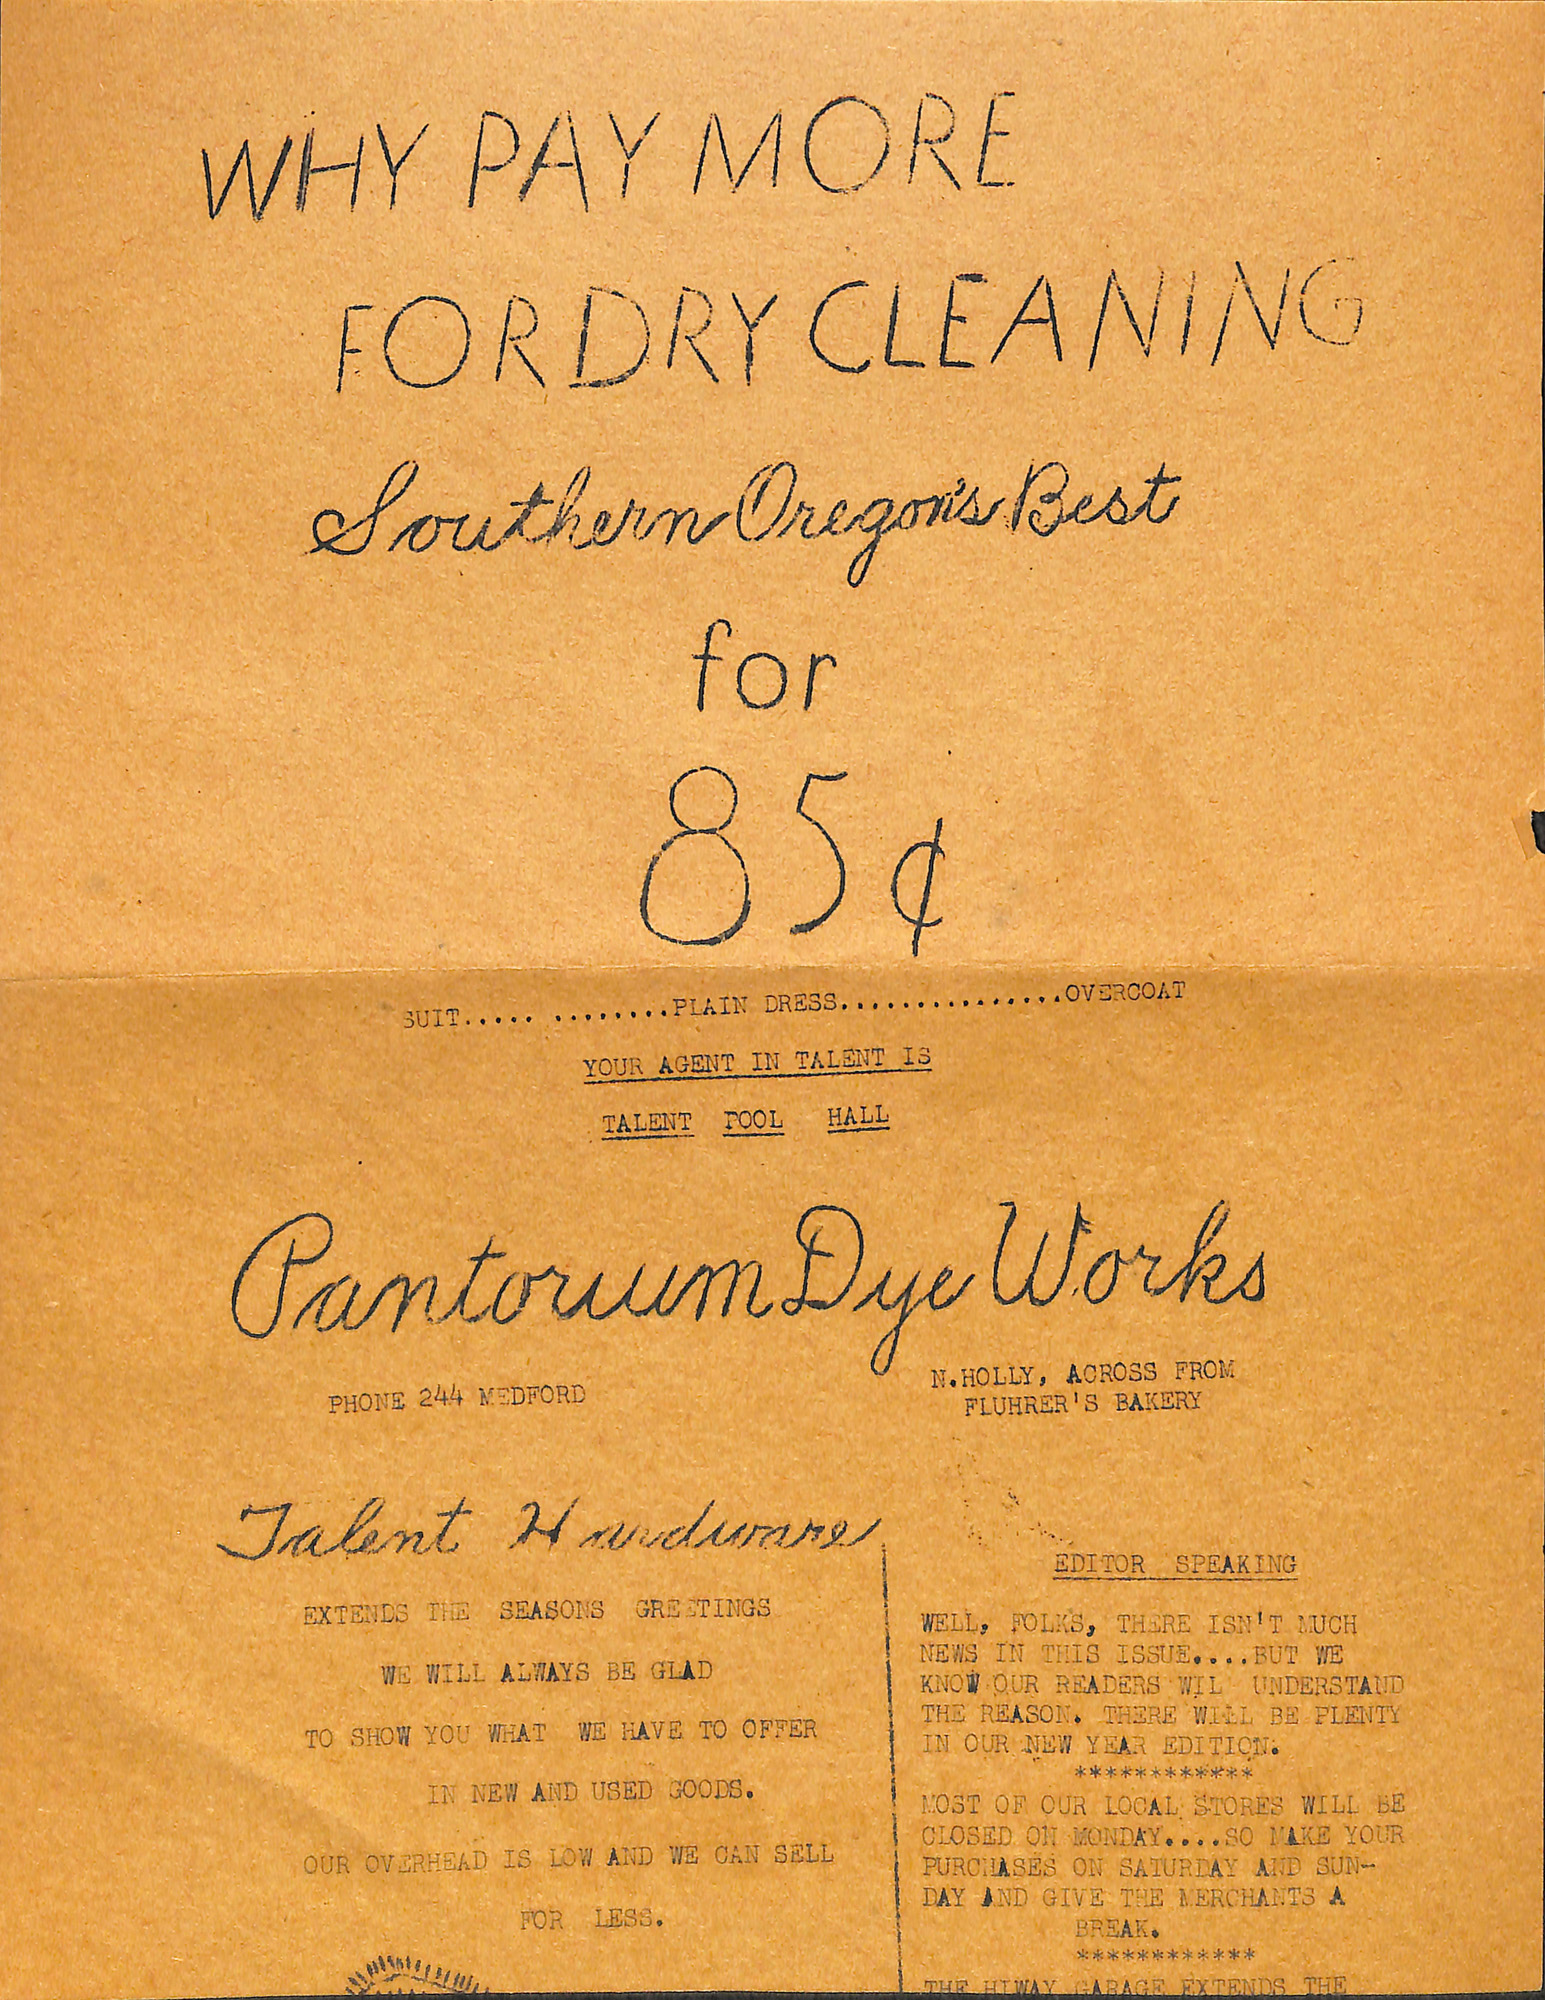 WHY PAY MORE
FOR DRY CLEANING
Southern Oregon's Best
for
85¢
SUIT..... ........PLAIN DRESS...............OVERCOAT
YOUR AGENT IN TALENT IS
TALENT POOL HALL
Pantorium Dye Works
PHONE 244 MEDFORD
N.HOLLY, ACROSS FROM
FLUHRER'S BAKERY
Talent Hardware
EXTENDS THE SEASONS GREETINGS
WE WILL ALWAYS BE GLAD
TO SHOW YOU WHAT WE HAVE TO OFFER
IN NEW AND USED GOODS.
OUR OVERHEAD IS LOW AND WE CAN SELL
FOR LESS.
EDITOR SPEAKING
WELL, FOLKS, THERE ISN'T MUCH
NEWS IN THIS ISSUE....BUT WE
KNOW OUR READERS WIL UNDERSTAND
THE REASON. THERE WILL BE PLENTY
IN OUR NEW YEAR EDITION.
************
MOST OF OUR LOCAL STORES WILL BE
CLOSED ON MONDAY....SO MAKE YOUR
PURCHASES ON SATURDAY AND SUN-
DAY AND GIVE THE MERCHANTS A
BREAK.
************
THE HIWAY GARAGE EXTENDS THE